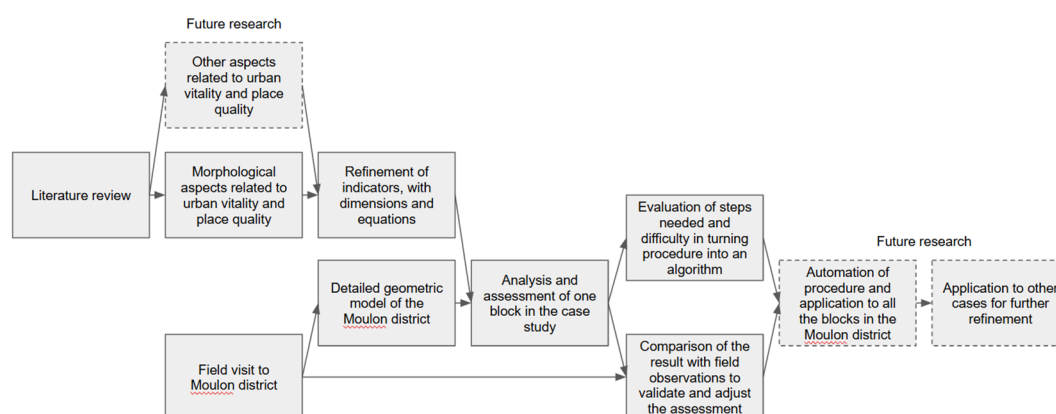 Future research
Other aspects
related to urban
vitality and place
quality
Literature review
Morphological
aspects related to
urban vitality and
place quality
Refinement of
indicators, with
dimensions and
equations
Detailed geometric
model of the
Moulon district
Field visit to
Moulon district
Analysis and
assessment of one
block in the case
study
Evaluation of steps
needed and
difficulty in turning
procedure into an
algorithm
Comparison of the
result with field
observations to
validate and adjust
the assessment
Future research
Automation of
procedure and
application to all
the blocks in the
Moulon district
Application to other
cases for further
refinement